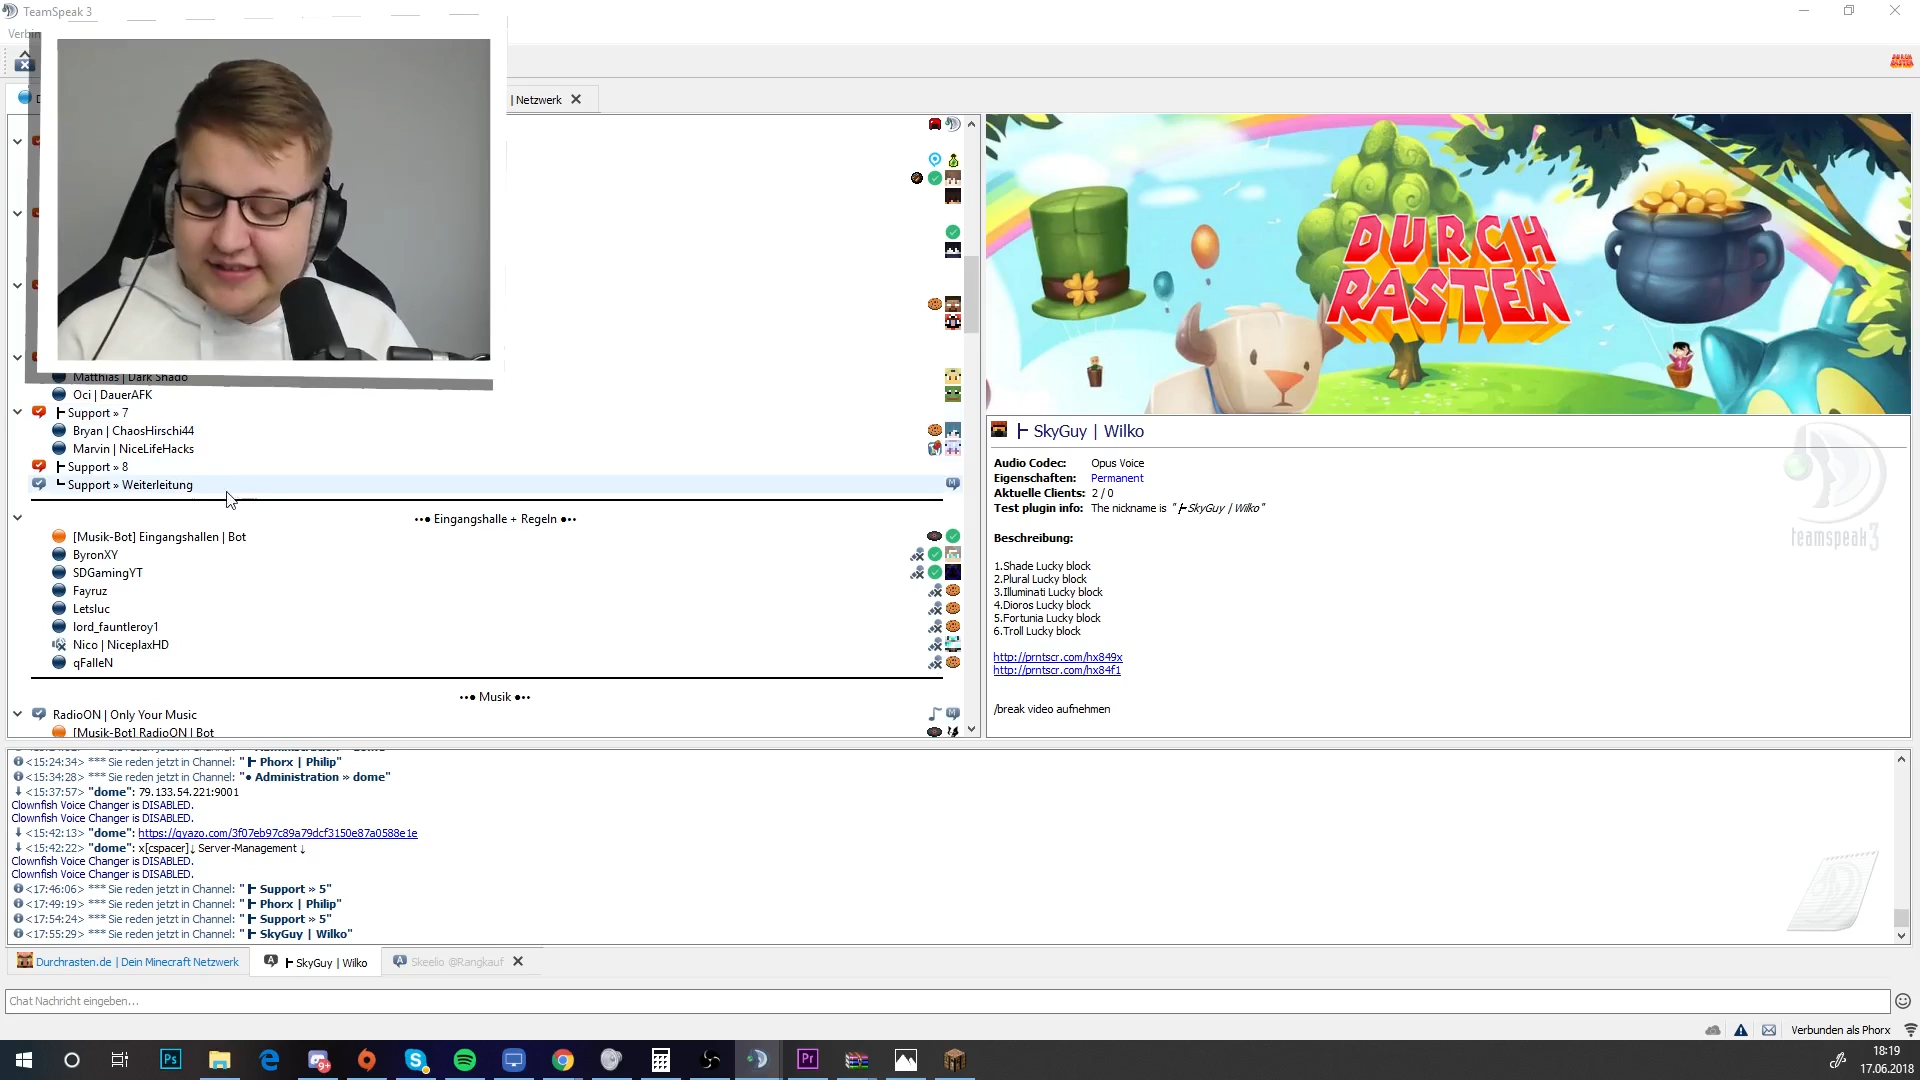 TeamSpeak 3
| Netzwerk
Matthias | Dark Shado
Oci | DauerAFK
┣ Support » 7
Bryan | ChaosHirschi44
Marvin | NiceLifeHacks
┣ Support » 8
┗ Support » Weiterleitung
••● Eingangshalle + Regeln ●••
[Musik-Bot] Eingangshallen | Bot
ByronXY
SDGamingYT
Fayruz
Letsluc
lord_fauntleroy1
Nico | NiceplaxHD
qFalleN
••● Musik ●••
RadioON | Only Your Music
[Musik-Bot] RadioON | Bot
DURCH
RASTEN
┣ SkyGuy | Wilko
Audio Codec: Opus Voice
Eigenschaften: Permanent
Aktuelle Clients: 2 / 0
Test plugin info: The nickname is "┣ SkyGuy | Wilko"
Beschreibung:
1.Shade Lucky block
2.Plural Lucky block
3.Illuminati Lucky block
4.Dioros Lucky block
5.Fortunia Lucky block
6.Troll Lucky block
http://prntscr.com/hx849x
http://prntscr.com/hx84f1
/break video aufnehmen
teamspeak3
<15:24:34> *** Sie reden jetzt in Channel: "┣ Phorx | Philip"
<15:34:28> *** Sie reden jetzt in Channel: "● Administration » dome"
<15:37:57> "dome": 79.133.54.221:9001
Clownfish Voice Changer is DISABLED.
Clownfish Voice Changer is DISABLED.
<15:42:13> "dome": https://gyazo.com/3f07eb97c89a79dcf3150e87a0588e1e
<15:42:22> "dome": x[cspacer]↓ Server-Management ↓
Clownfish Voice Changer is DISABLED.
Clownfish Voice Changer is DISABLED.
<17:46:06> *** Sie reden jetzt in Channel: "┣ Support » 5"
<17:49:19> *** Sie reden jetzt in Channel: "┣ Phorx | Philip"
<17:54:24> *** Sie reden jetzt in Channel: "┣ Support » 5"
<17:55:29> *** Sie reden jetzt in Channel: "┣ SkyGuy | Wilko"
Durchrasten.de | Dein Minecraft Netzwerk
┣ SkyGuy | Wilko
Skeelio @Rangkauf
Chat Nachricht eingeben...
Verbunden als Phorx
18:19
17.06.2018